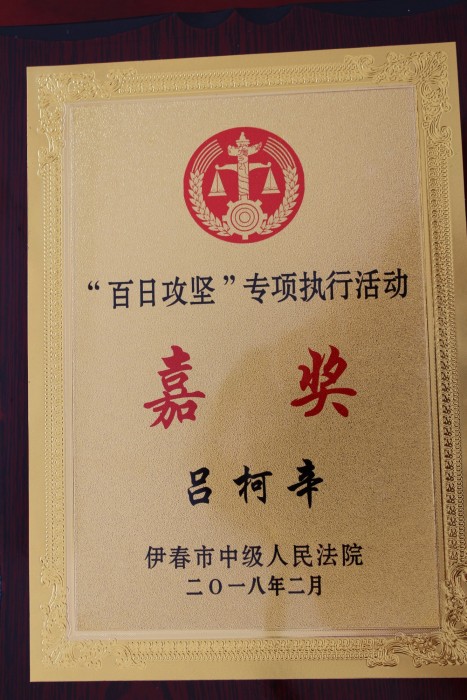 “百日攻坚”专项执行活动
嘉奖
吕柯辛
伊春市中级人民法院
二〇一八年二月